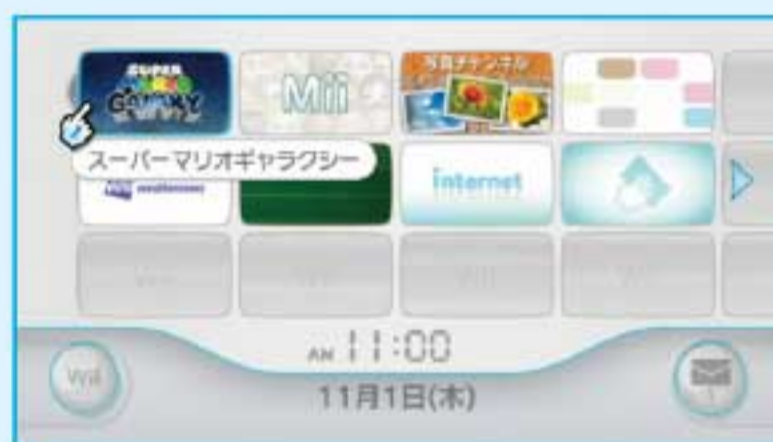 SUPER
MARIO
GALAXY
Mii
写真チャンネル
スーパーマリオギャラクシー
internet
Wii
AM 11:00
11月1日(木)